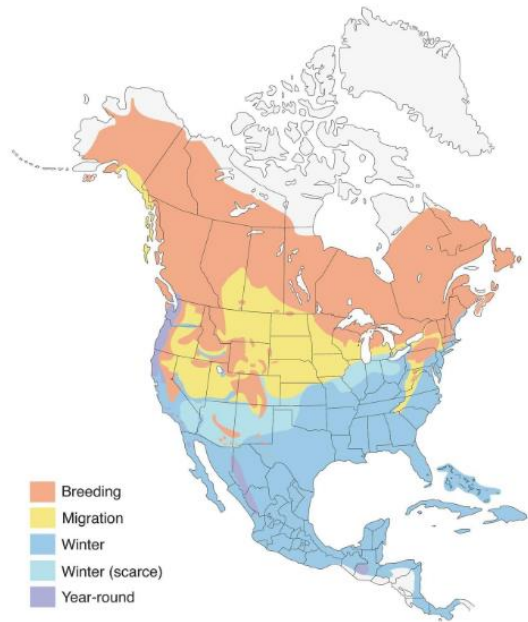 Breeding
Migration
Winter
Winter (scarce)
Year-round